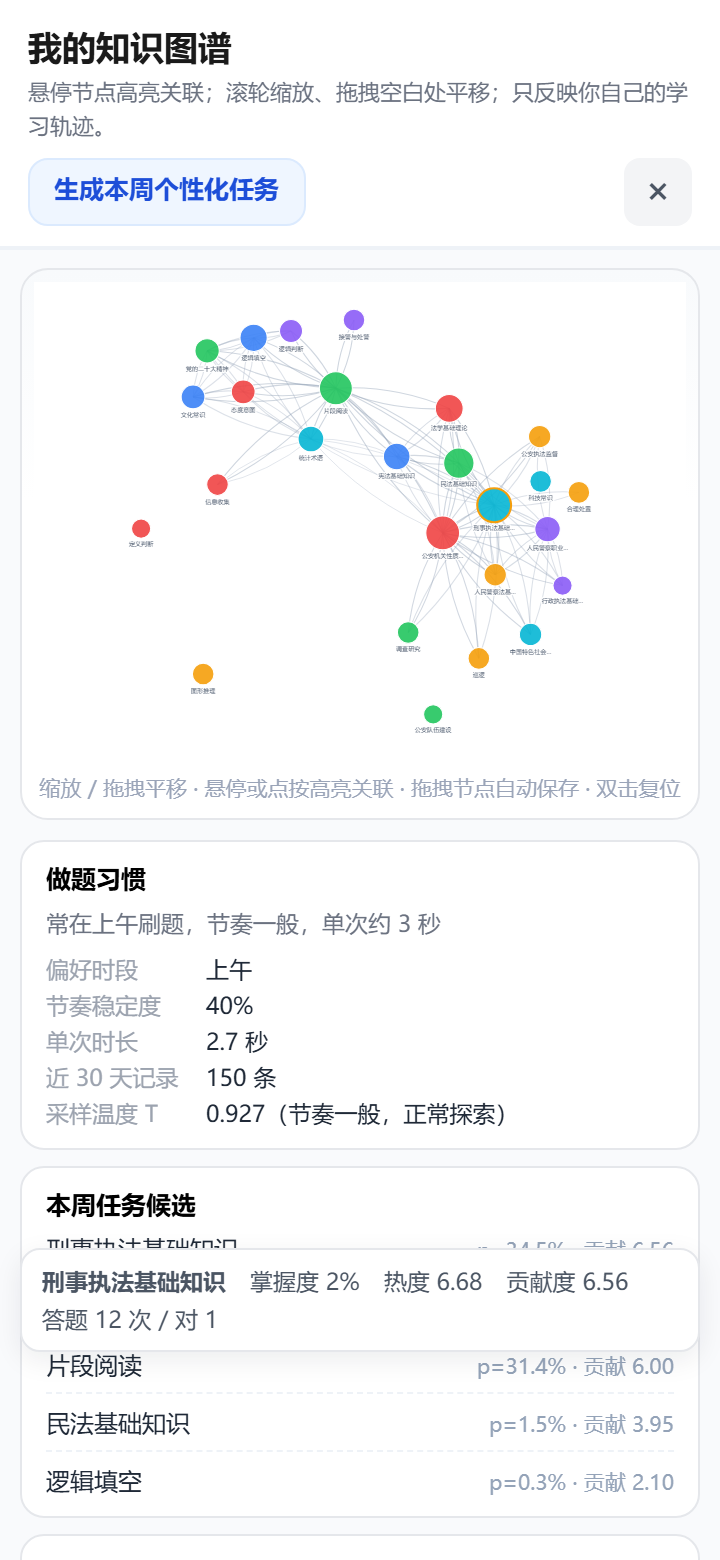 我的知识图谱
悬停节点高亮关联；滚轮缩放、拖拽空白处平移；只反映你自己的学
习轨迹。
生成本周个性化任务
×
接警与处警
逻辑判断
逻辑填空
党的...十大精神
态度意图
文化常识
片段阅读
法学基础理论
统计术语
公安执法监督
宪法基础知识
民法基础知识
科技常识
信息收集
合理处置
刑事执法基础...
定义判断
人民警察职业...
公安机关性质...
人民警察法基...
行政执法基础...
调查研究
中国特色社会...
巡逻
图形推理
公安队伍建设
缩放 / 拖拽平移 · 悬停或点按高亮关联 · 拖拽节点自动保存 · 双击复位
做题习惯
常在上午刷题，节奏一般，单次约 3 秒
偏好时段 上午
节奏稳定度 40%
单次时长 2.7 秒
近 30 天记录 150 条
采样温度 T 0.927（节奏一般，正常探索）
本周任务候选
刑事执法基础知识
刑事执法基础知识 掌握度 2% 热度 6.68 贡献度 6.56
答题 12 次 / 对 1
片段阅读 p=31.4% · 贡献 6.00
民法基础知识 p=1.5% · 贡献 3.95
逻辑填空 p=0.3% · 贡献 2.10